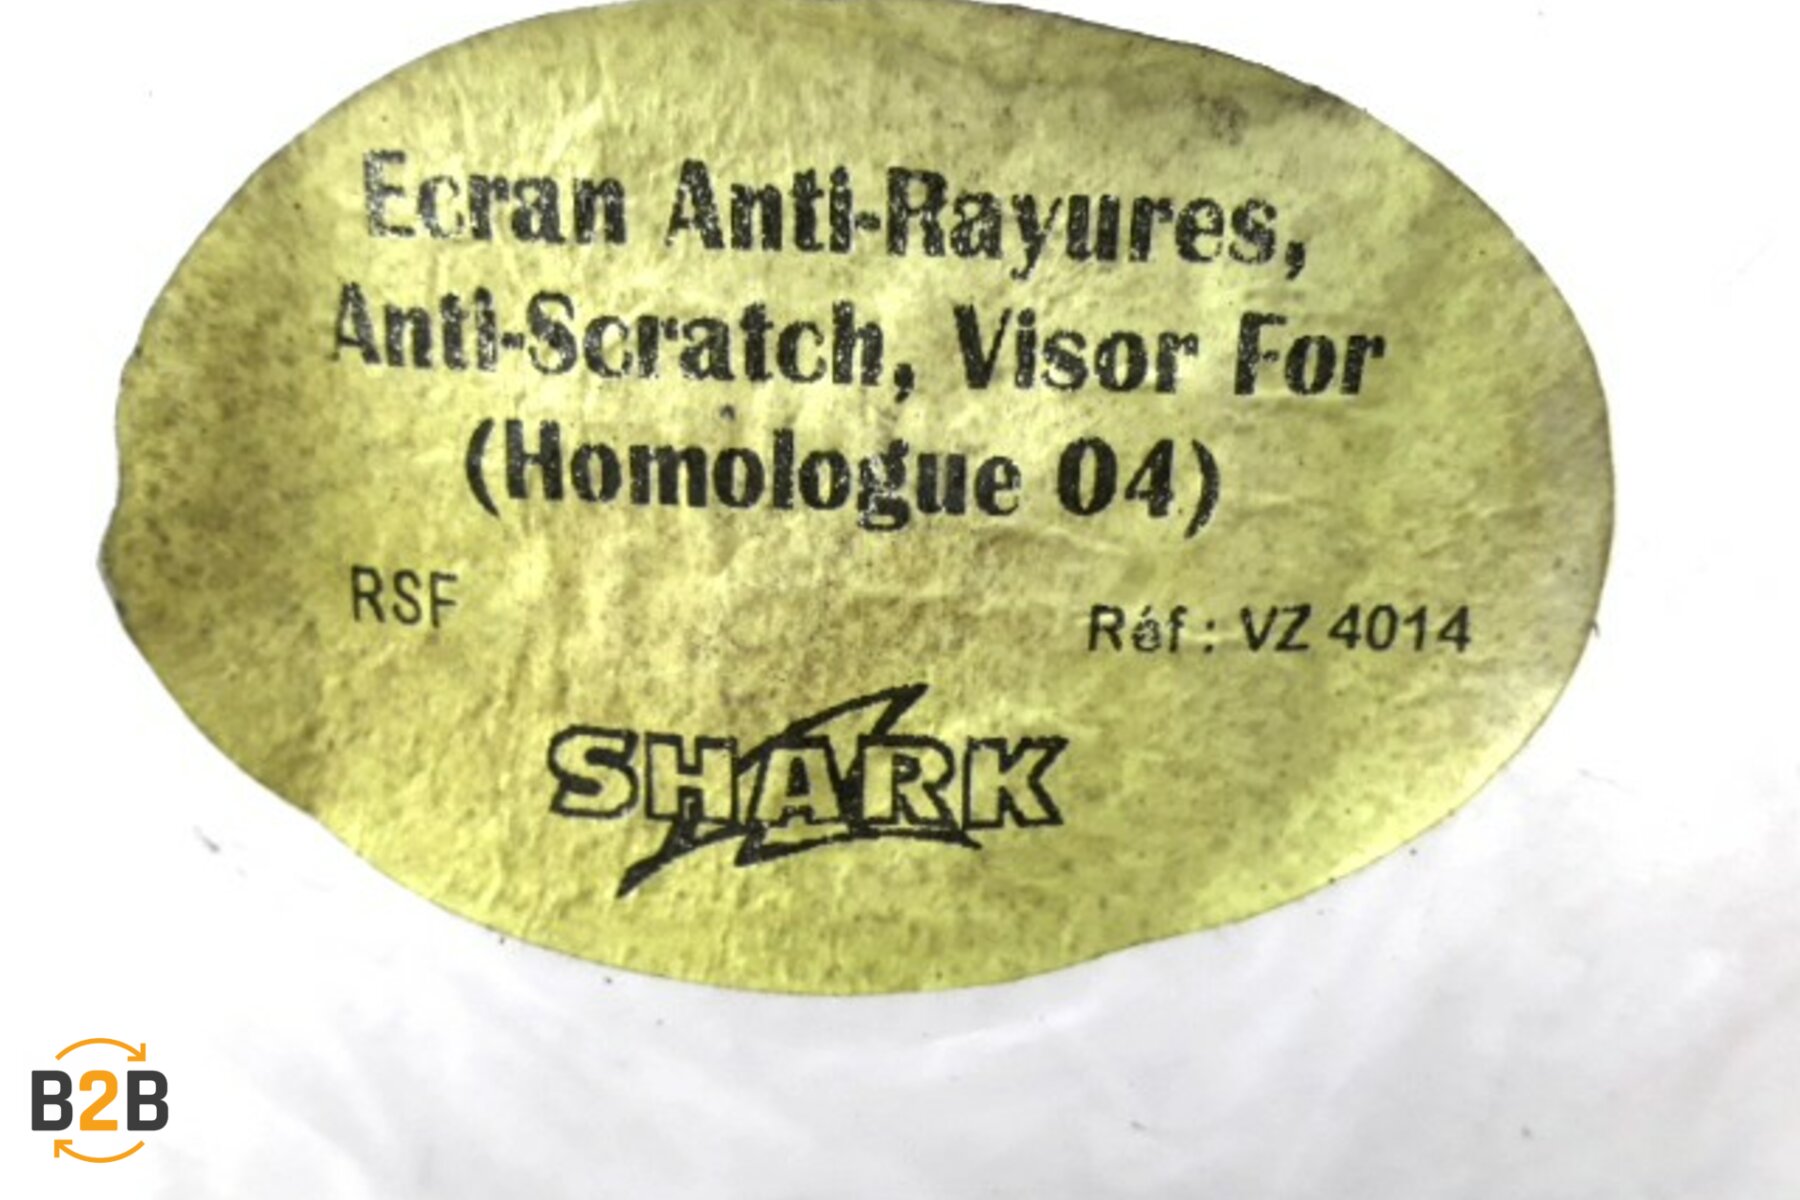 Ecran Anti-Rayures,
Anti-Scratch, Visor For
(Homologue 04)
RSF
Réf : VZ 4014
SHARK
B2B